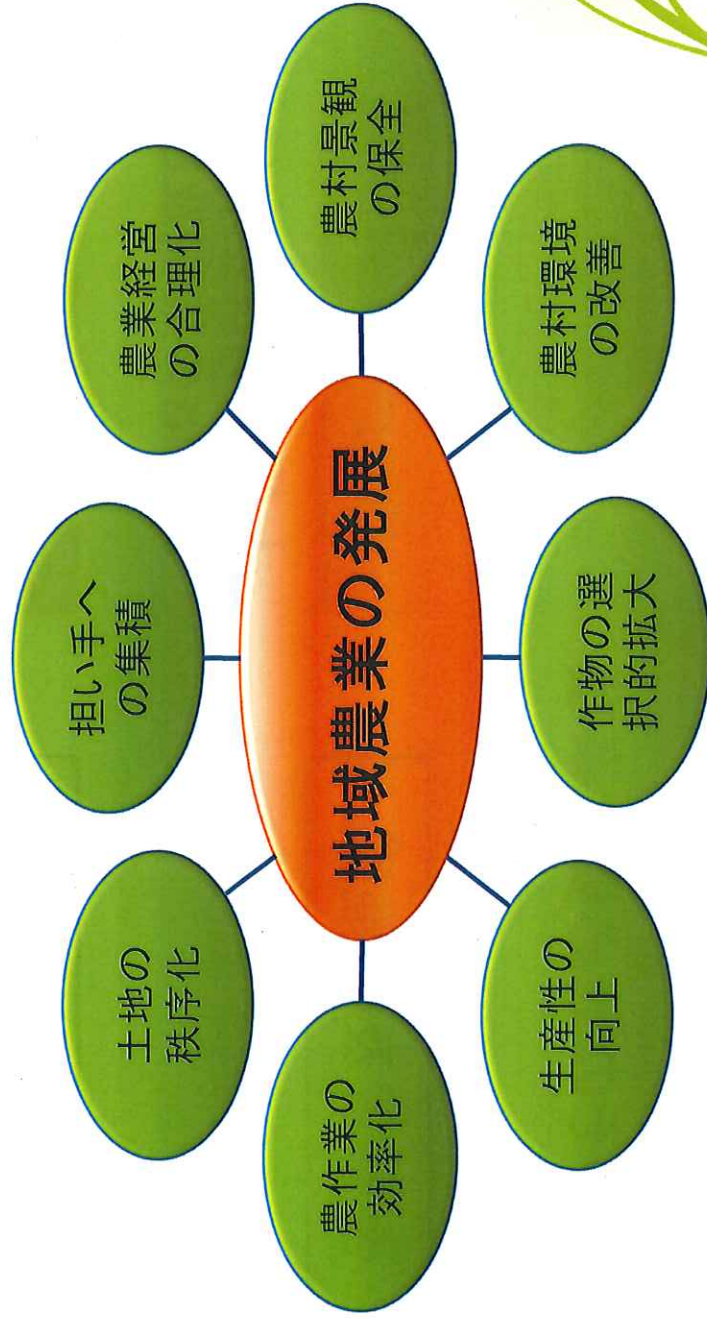 担い手へ
の集積
農業経営
の合理化
農村景観
の保全
農村環境
の改善
作物の選
択的拡大
生産性の
向上
農作業の
効率化
土地の
秩序化
地域農業の発展